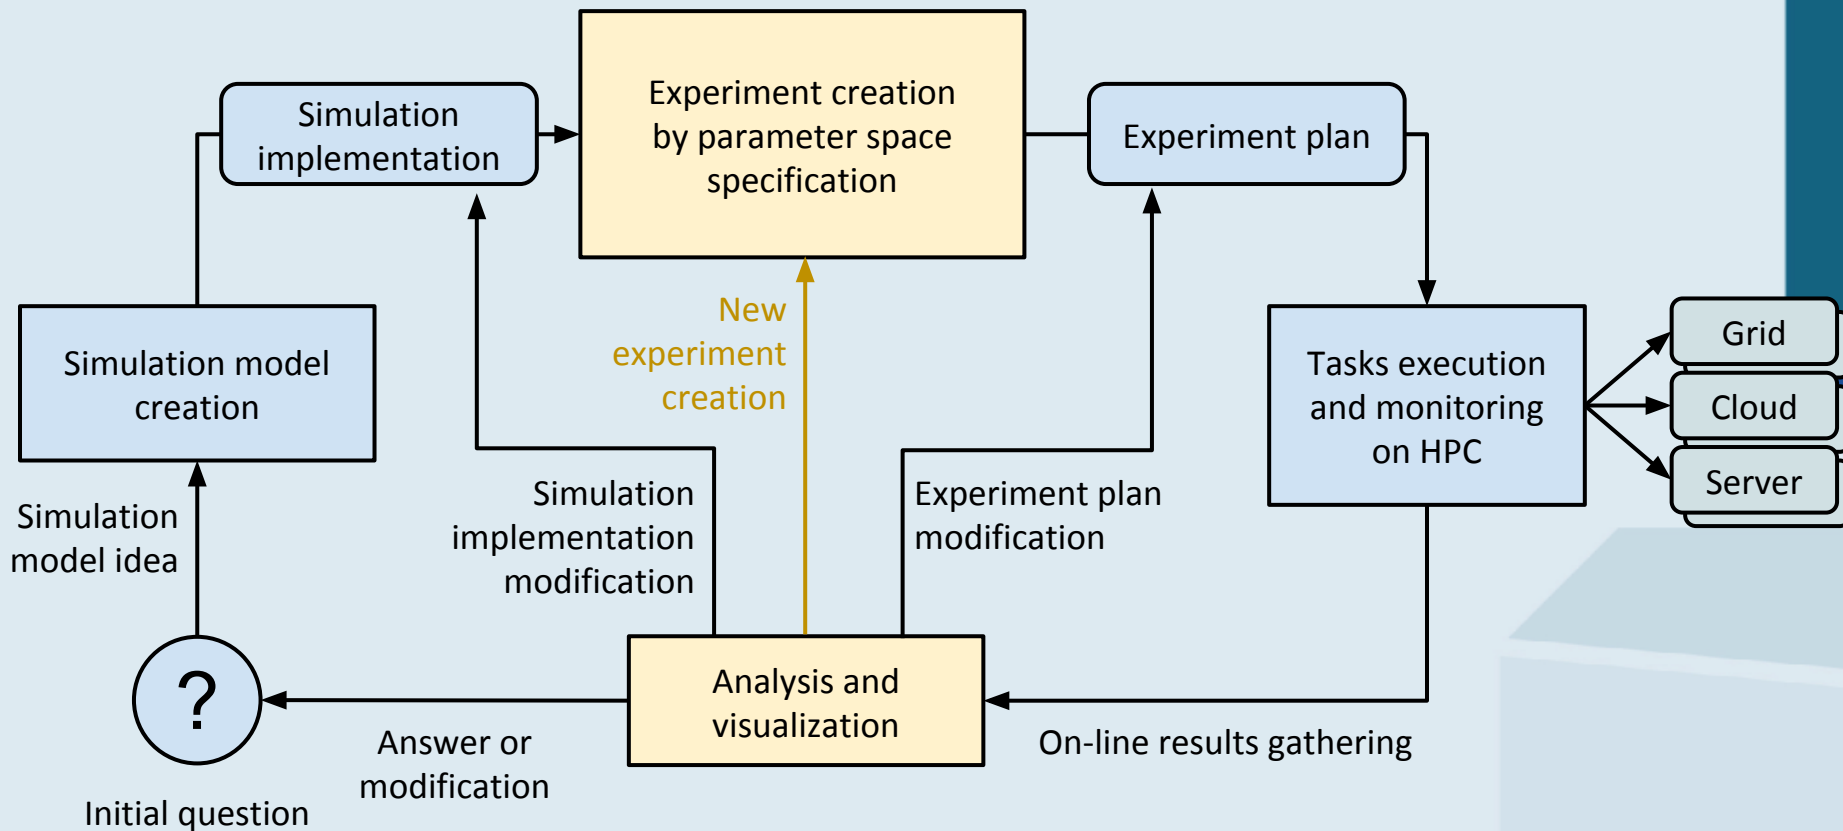 Simulation
implementation
Experiment creation
by parameter space
specification
Experiment plan
New
experiment
creation
Simulation model
creation
Tasks execution
and monitoring
on HPC
Grid
Cloud
Server
Simulation
model idea
Simulation
implementation
modification
Experiment plan
modification
?
Analysis and
visualization
Answer or
modification
On-line results gathering
Initial question